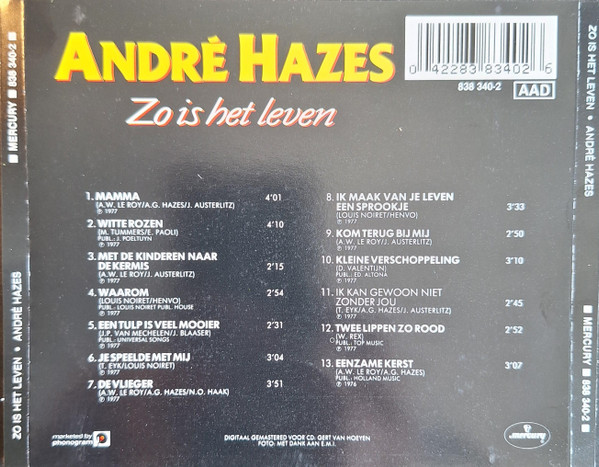 ANDRÉ HAZES
Zo is het leven
0 42283 83402 6
838 340-2 AAD
1. MAMMA 4'01
(A.W. LE ROY/A.G. HAZES/J. AUSTERLITZ)
℗ 1977
2. WITTE ROZEN 4'10
(M. TUMMERS/E. PAOLI)
PUBL.: J. POELTUYN
℗ 1977
3. MET DE KINDEREN NAAR
DE KERMIS 2'15
(A.W. LE ROY/J. AUSTERLITZ)
℗ 1977
4. WAAROM 2'54
(LOUIS NOIRET/HENVO)
PUBL.: LOUIS NOIRET PUBL. HOUSE
℗ 1977
5. EEN TULP IS VEEL MOOIER 2'31
(J.P. VAN MECHELEN/J. BLAASER)
PUBL.: UNIVERSAL SONGS
℗ 1977
6. JE SPEELDE MET MIJ 3'04
(T. EYK/LOUIS NOIRET)
℗ 1977
7. DE VLIEGER 3'51
(A.W. LE ROY/A.G. HAZES/N.O. HAAK)
℗ 1977
8. IK MAAK VAN JE LEVEN
EEN SPROOKJE 3'33
(LOUIS NOIRET/HENVO)
℗ 1977
9. KOM TERUG BIJ MIJ 2'50
(A.W. LE ROY/J. AUSTERLITZ)
℗ 1977
10. KLEINE VERSCHOPPELING 3'10
(D. VALENTIJN)
PUBL.: ED. ALTONA
℗ 1977
11. IK KAN GEWOON NIET
ZONDER JOU 2'45
(T. EYK/A.G. HAZES/J. AUSTERLITZ)
℗ 1977
12. TWEE LIPPEN ZO ROOD 2'52
(W. REX)
PUBL.: TOP MUSIC
℗ 1977
13. EENZAME KERST 3'07
(A.W. LE ROY/A.G. HAZES)
PUBL.: HOLLAND MUSIC
℗ 1976
marketed by
phonogram
DIGITAAL GEMASTERED VOOR CD: GERT VAN HOEYEN
FOTO: MET DANK AAN E.M.I.
mercury
ZO IS HET LEVEN • ANDRÉ HAZES ■ MERCURY ■ 838 340-2 ■
ZO IS HET LEVEN • ANDRÉ HAZES ■ MERCURY ■ 838 340-2 ■